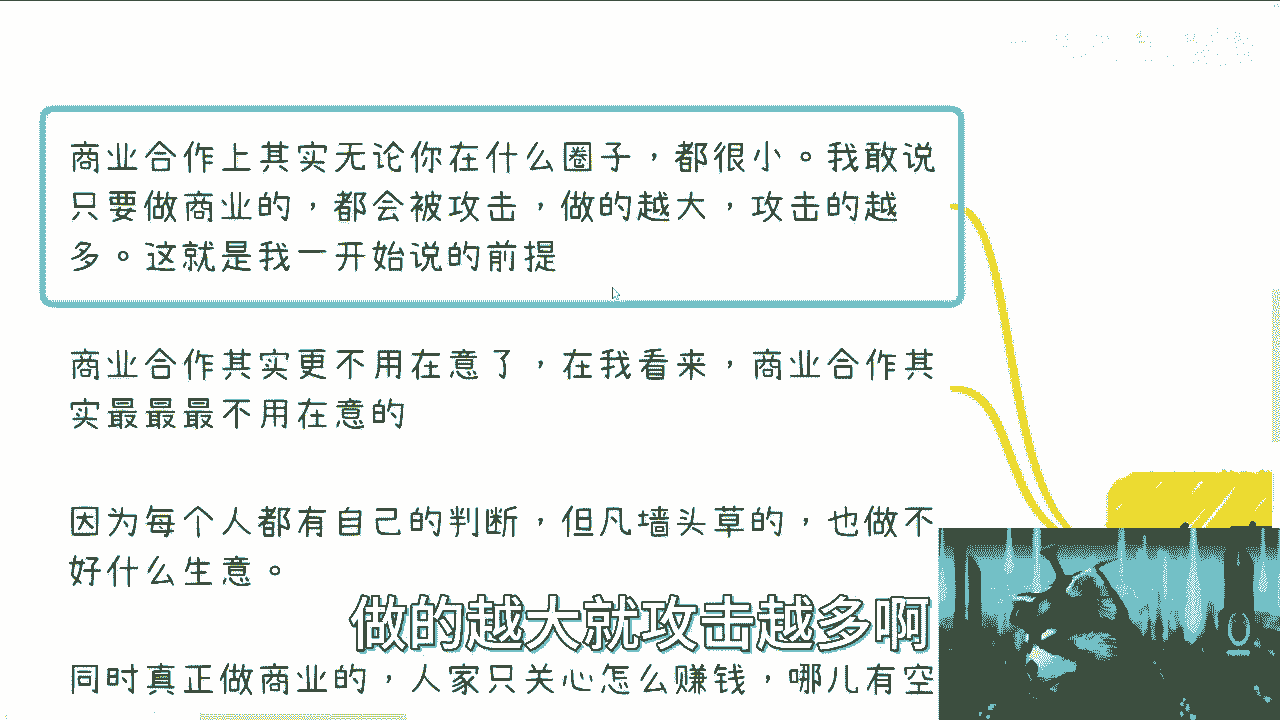 商业合作上其实无论你在什么圈子，都很小。我敢说
只要做商业的，都会被攻击，做的越大，攻击的越
多。这就是我一开始说的前提
商业合作其实更不用在意了，在我看来，商业合作其
实最最最不用在意的
因为每个人都有自己的判断，但凡墙头草的，也做不
好什么生意。
做的越大就攻击越多啊
同时真正做商业的，人家只关心怎么赚钱，哪儿有空